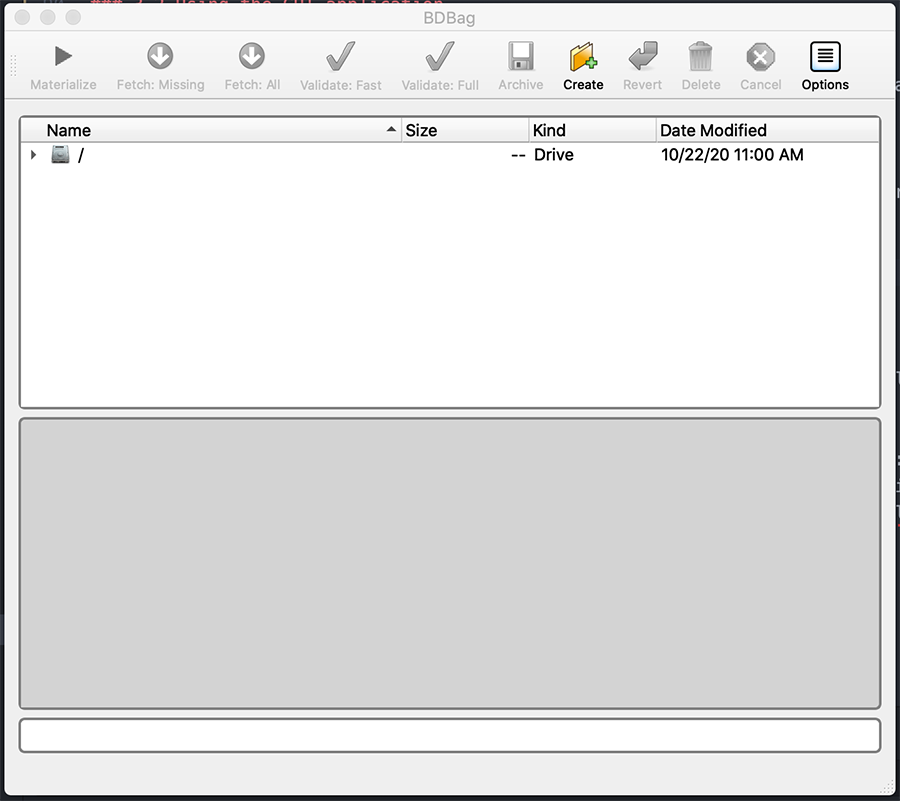 BDBag
Materialize Fetch: Missing Fetch: All Validate: Fast Validate: Full Archive Create Revert Delete Cancel Options
Name Size Kind Date Modified
/ -- Drive 10/22/20 11:00 AM